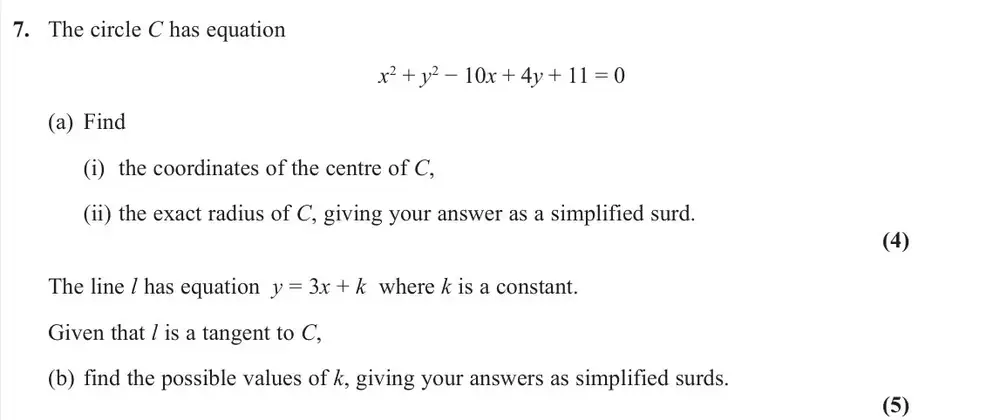 7. The circle C has equation
x² + y² − 10x + 4y + 11 = 0
(a) Find
(i) the coordinates of the centre of C,
(ii) the exact radius of C, giving your answer as a simplified surd.
(4)
The line l has equation y = 3x + k where k is a constant.
Given that l is a tangent to C,
(b) find the possible values of k, giving your answers as simplified surds.
(5)